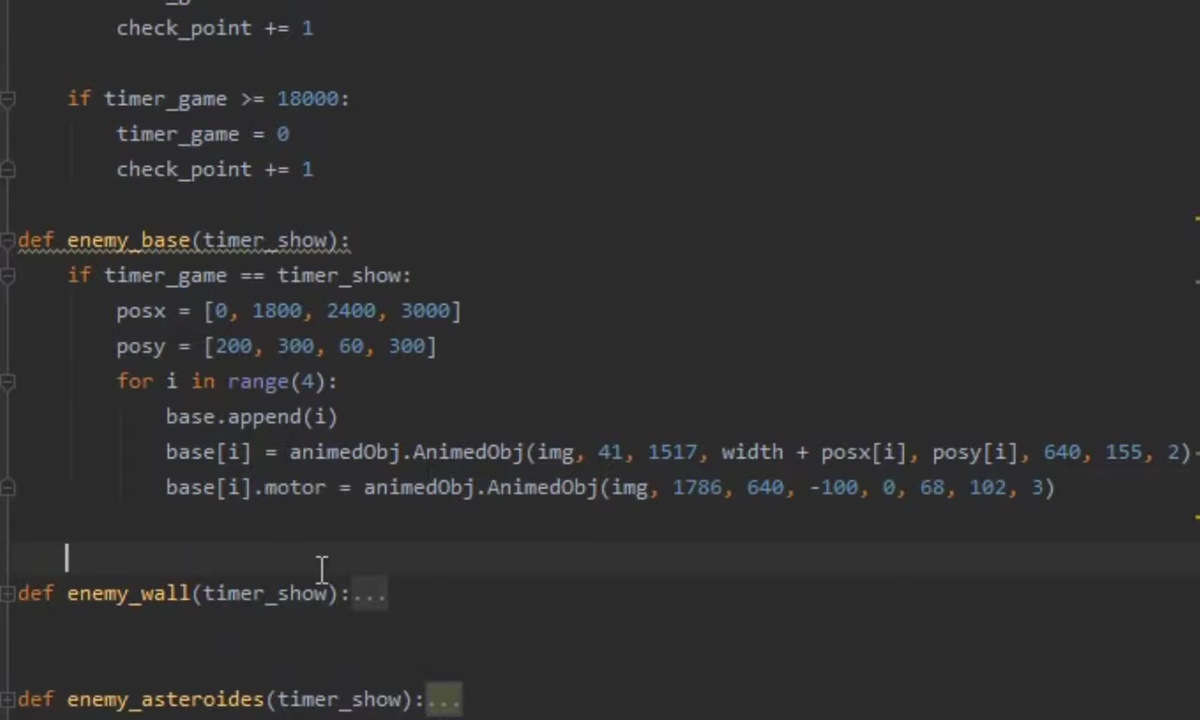 check_point += 1
if timer_game >= 18000:
timer_game = 0
check_point += 1
def enemy_base(timer_show):
if timer_game == timer_show:
posx = [0, 1800, 2400, 3000]
posy = [200, 300, 60, 300]
for i in range(4):
base.append(i)
base[i] = animedObj.AnimedObj(img, 41, 1517, width + posx[i], posy[i], 640, 155, 2)
base[i].motor = animedObj.AnimedObj(img, 1786, 640, -100, 0, 68, 102, 3)
def enemy_wall(timer_show):...
def enemy_asteroides(timer_show):...